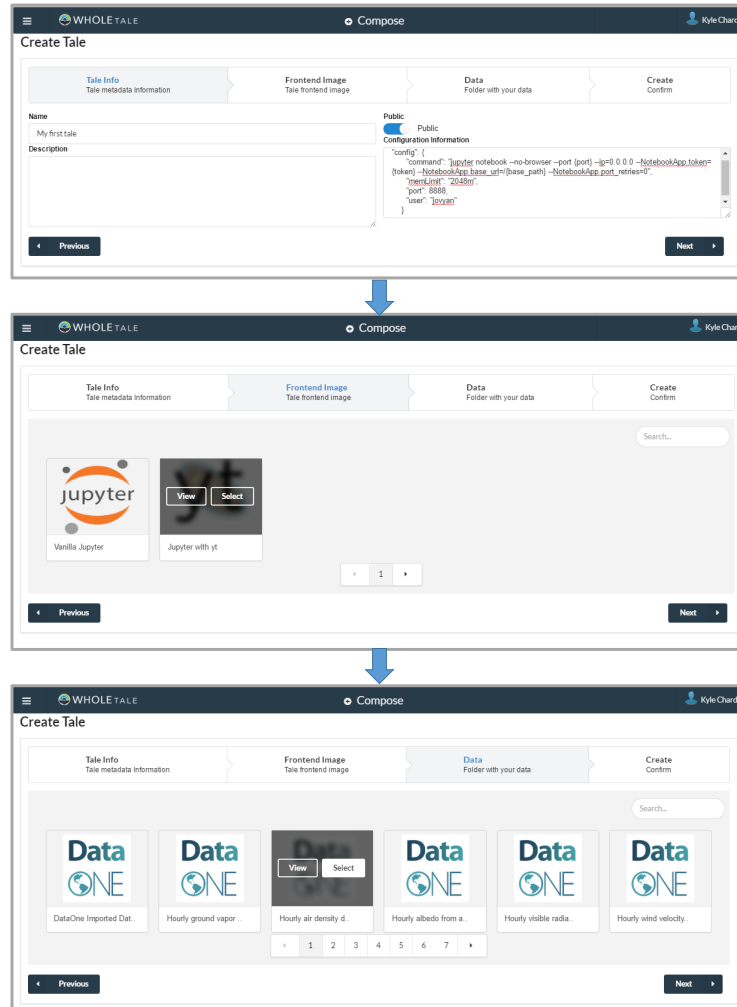 WHOLETALE
Compose
Kyle Chard
Create Tale
Tale Info
Tale metadata information
Frontend Image
Tale frontend image
Data
Folder with your data
Create
Confirm
Name
My first tale
Description
Public
Public
Configuration Information
"config": {
"command": "jupyter notebook --no-browser --port {port} --ip=0.0.0.0 --NotebookApp.token=
{token} --NotebookApp.base_url=/{base_path} --NotebookApp.port_retries=0",
"memLimit": "2048m",
"port": 8888,
"user": "jovyan"
}
Previous
Next
WHOLETALE
Compose
Kyle Char
Create Tale
Tale Info
Tale metadata information
Frontend Image
Tale frontend image
Data
Folder with your data
Create
Confirm
Search...
jupyter
Vanilla Jupyter
yt
View
Select
Jupyter with yt
1
Previous
Next
WHOLETALE
Compose
Kyle Chard
Create Tale
Tale Info
Tale metadata information
Frontend Image
Tale frontend image
Data
Folder with your data
Create
Confirm
Search...
Data
ONE
DataOne Imported Dat..
Data
ONE
Hourly ground vapor ..
View
Select
Hourly air density d..
Data
ONE
Hourly albedo from a..
Data
ONE
Hourly visible radia..
Data
ONE
Hourly wind velocity..
1 2 3 4 5 6 7
Previous
Next